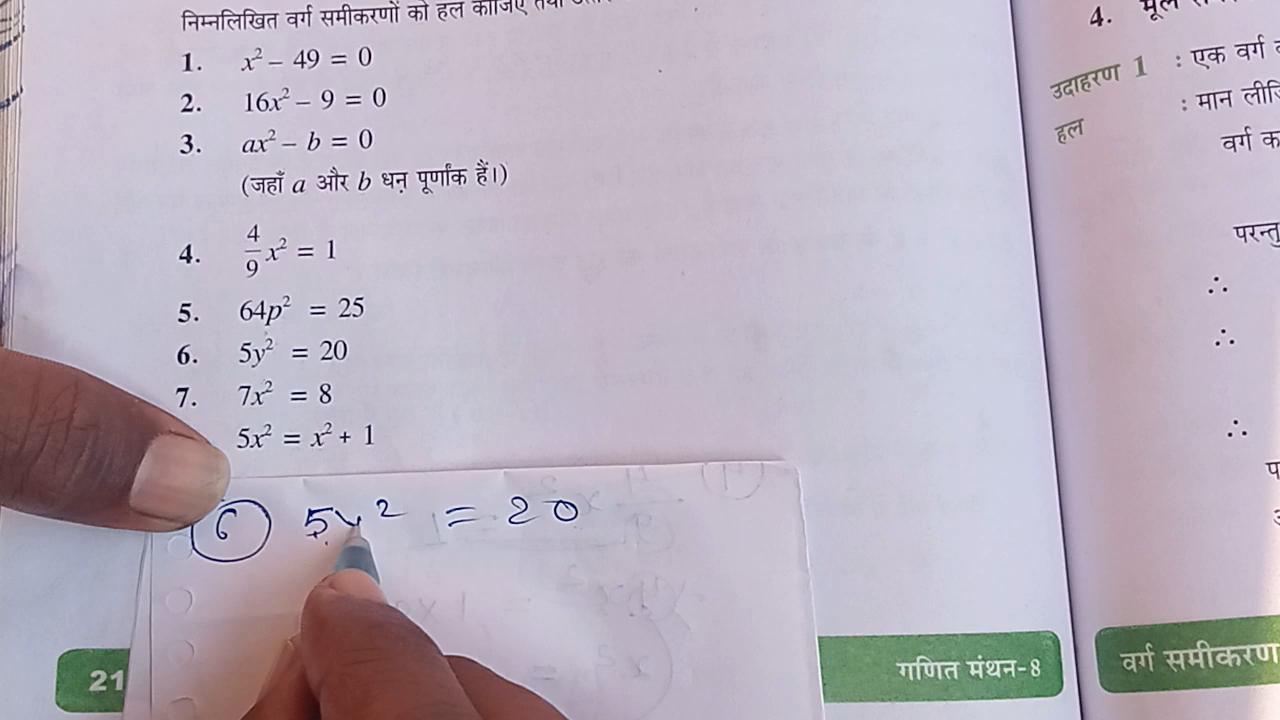 निम्नलिखित वर्ग समीकरणों को हल कीजिए तथा
1. x² – 49 = 0
2. 16x² – 9 = 0
3. ax² – b = 0
(जहाँ a और b धन पूर्णांक हैं।)
4. 4/9 x² = 1
5. 64p² = 25
6. 5y² = 20
7. 7x² = 8
5x² = x² + 1
6 5y² = 20
21
गणित मंथन-8
4.
उदाहरण 1 : एक वर्ग
हल : मान
वर्ग
परन्तु
∴
∴
∴
वर्ग समीकरण